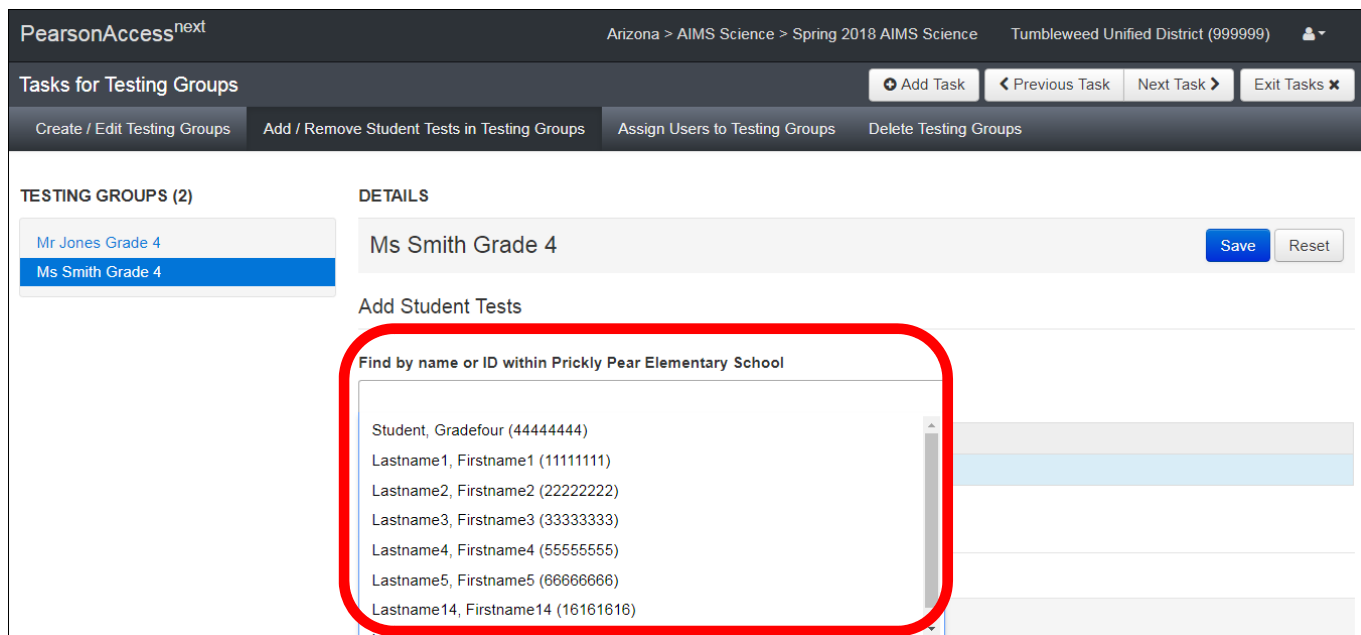 PearsonAccessnext Arizona > AIMS Science > Spring 2018 AIMS Science Tumbleweed Unified District (999999)
Tasks for Testing Groups Add Task Previous Task Next Task Exit Tasks
Create / Edit Testing Groups Add / Remove Student Tests in Testing Groups Assign Users to Testing Groups Delete Testing Groups
TESTING GROUPS (2) DETAILS
Mr Jones Grade 4
Ms Smith Grade 4
Ms Smith Grade 4 Save Reset
Add Student Tests
Find by name or ID within Prickly Pear Elementary School
Student, Gradefour (44444444)
Lastname1, Firstname1 (11111111)
Lastname2, Firstname2 (22222222)
Lastname3, Firstname3 (33333333)
Lastname4, Firstname4 (55555555)
Lastname5, Firstname5 (66666666)
Lastname14, Firstname14 (16161616)